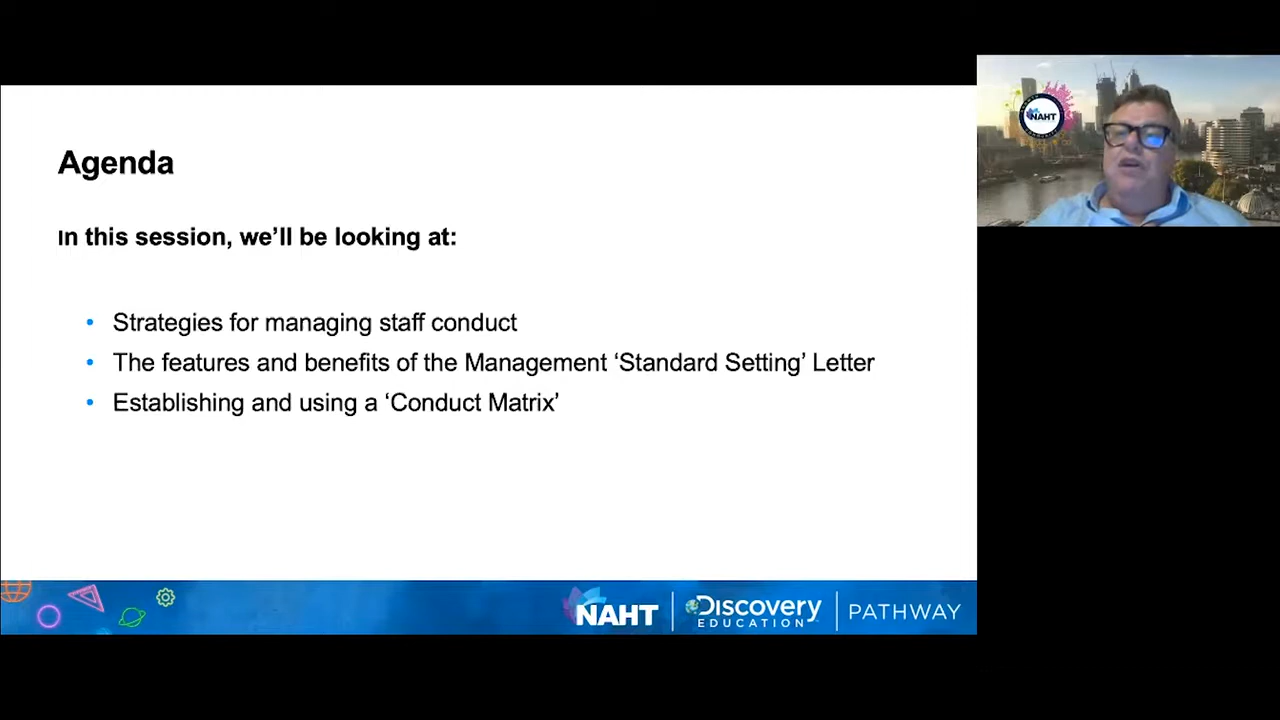 Agenda
In this session, we’ll be looking at:
• Strategies for managing staff conduct
• The features and benefits of the Management ‘Standard Setting’ Letter
• Establishing and using a ‘Conduct Matrix’
NAHT
NAHT
Discovery
EDUCATION
PATHWAY